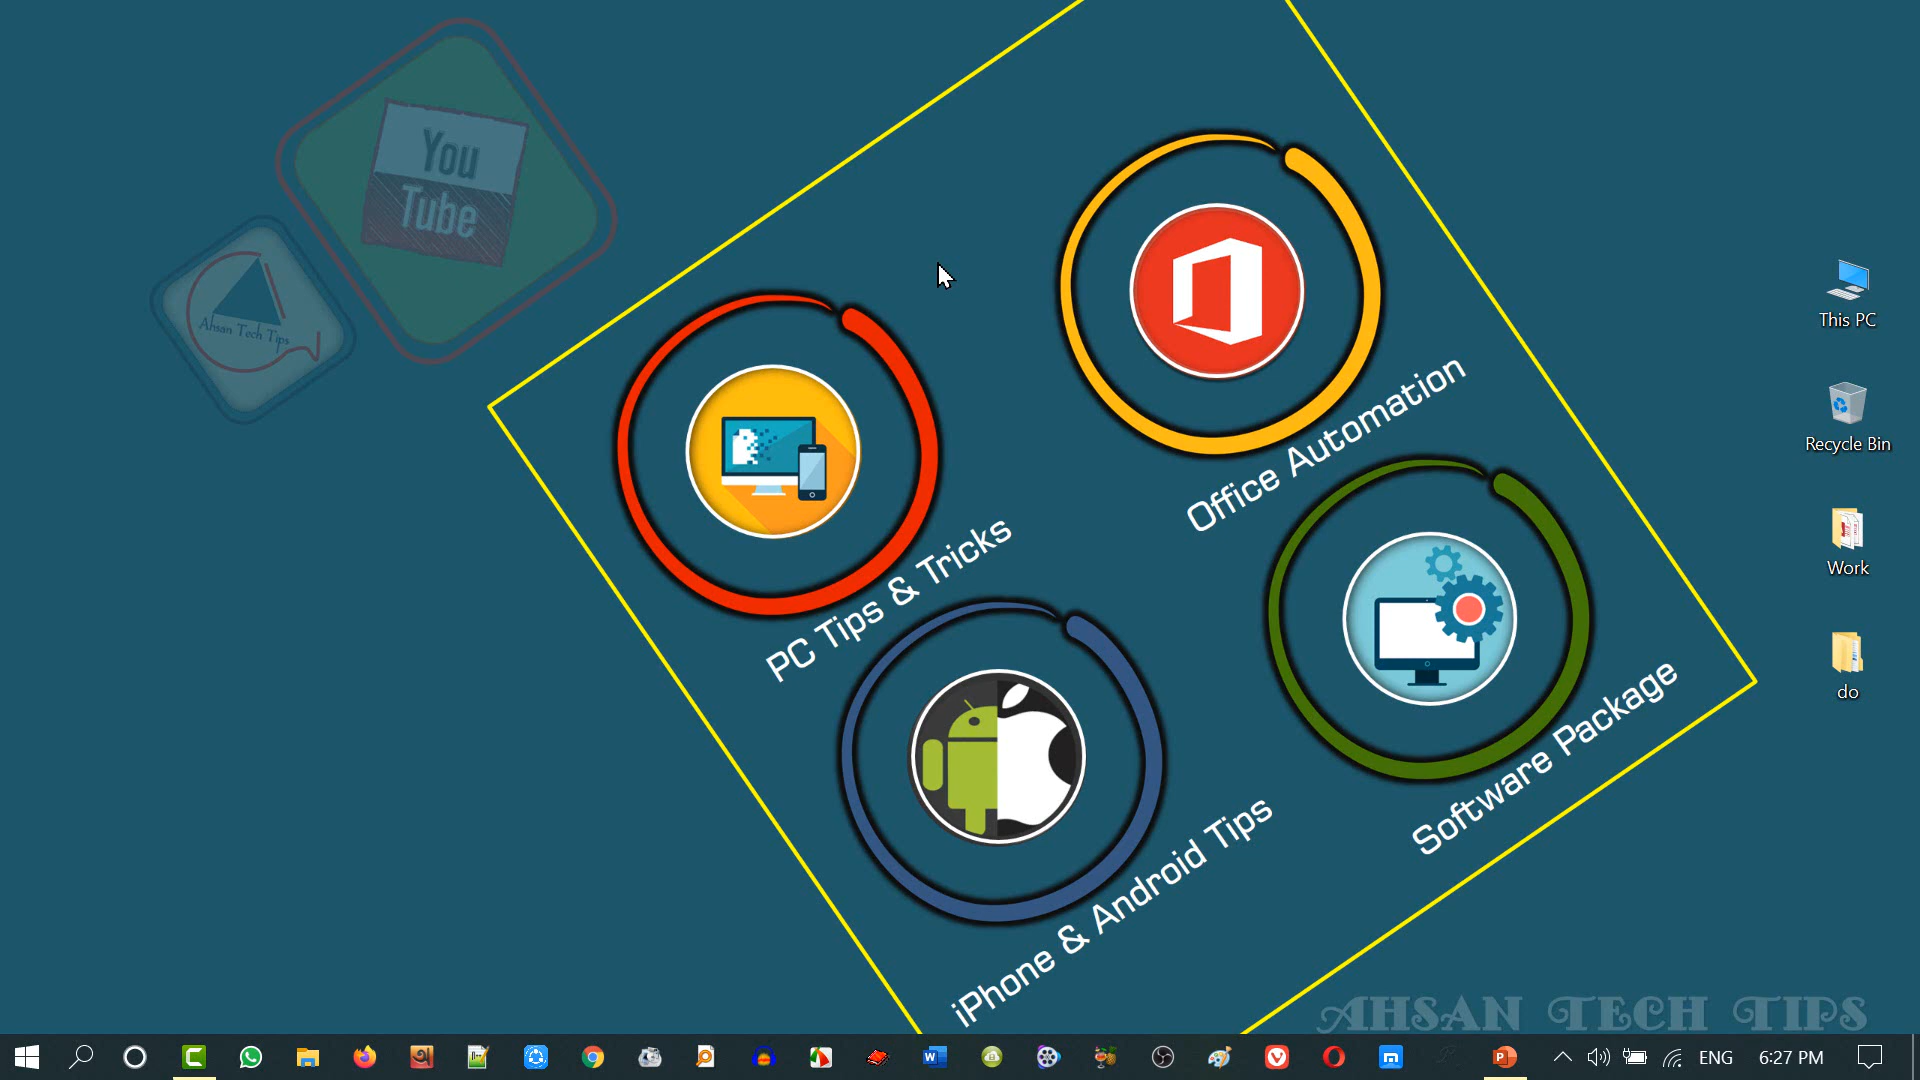 You
Tube
Ahsan Tech Tips
Office Automation
PC Tips & Tricks
Software Package
iPhone & Android Tips
This PC
Recycle Bin
Work
do
AHSAN TECH TIPS
ENG
6:27 PM